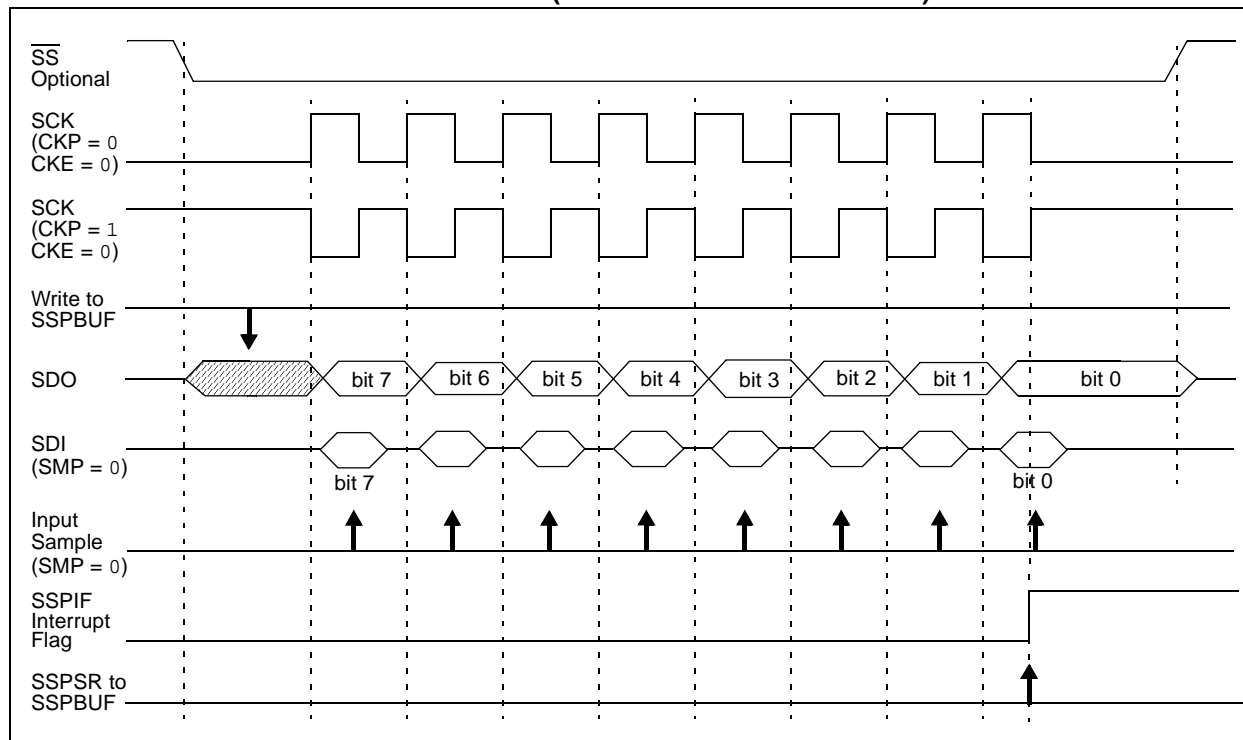 SS
Optional
SCK
(CKP = 0
CKE = 0)
SCK
(CKP = 1
CKE = 0)
Write to
SSPBUF
SDO
bit 7
bit 6
bit 5
bit 4
bit 3
bit 2
bit 1
bit 0
SDI
(SMP = 0)
bit 7
bit 0
Input
Sample
(SMP = 0)
SSPIF
Interrupt
Flag
SSPSR to
SSPBUF